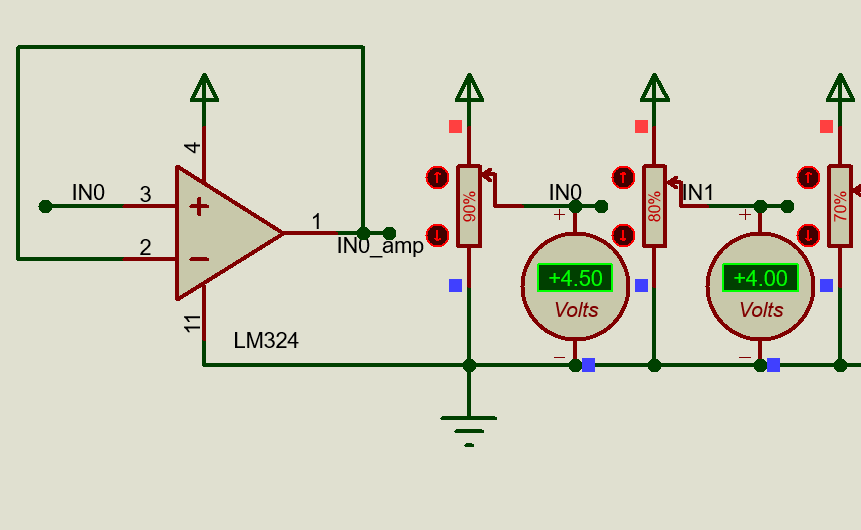 4
IN0
3
2
1
IN0_amp
11
LM324
90%
IN0
+4.50
Volts
80%
IN1
+4.00
Volts
70%